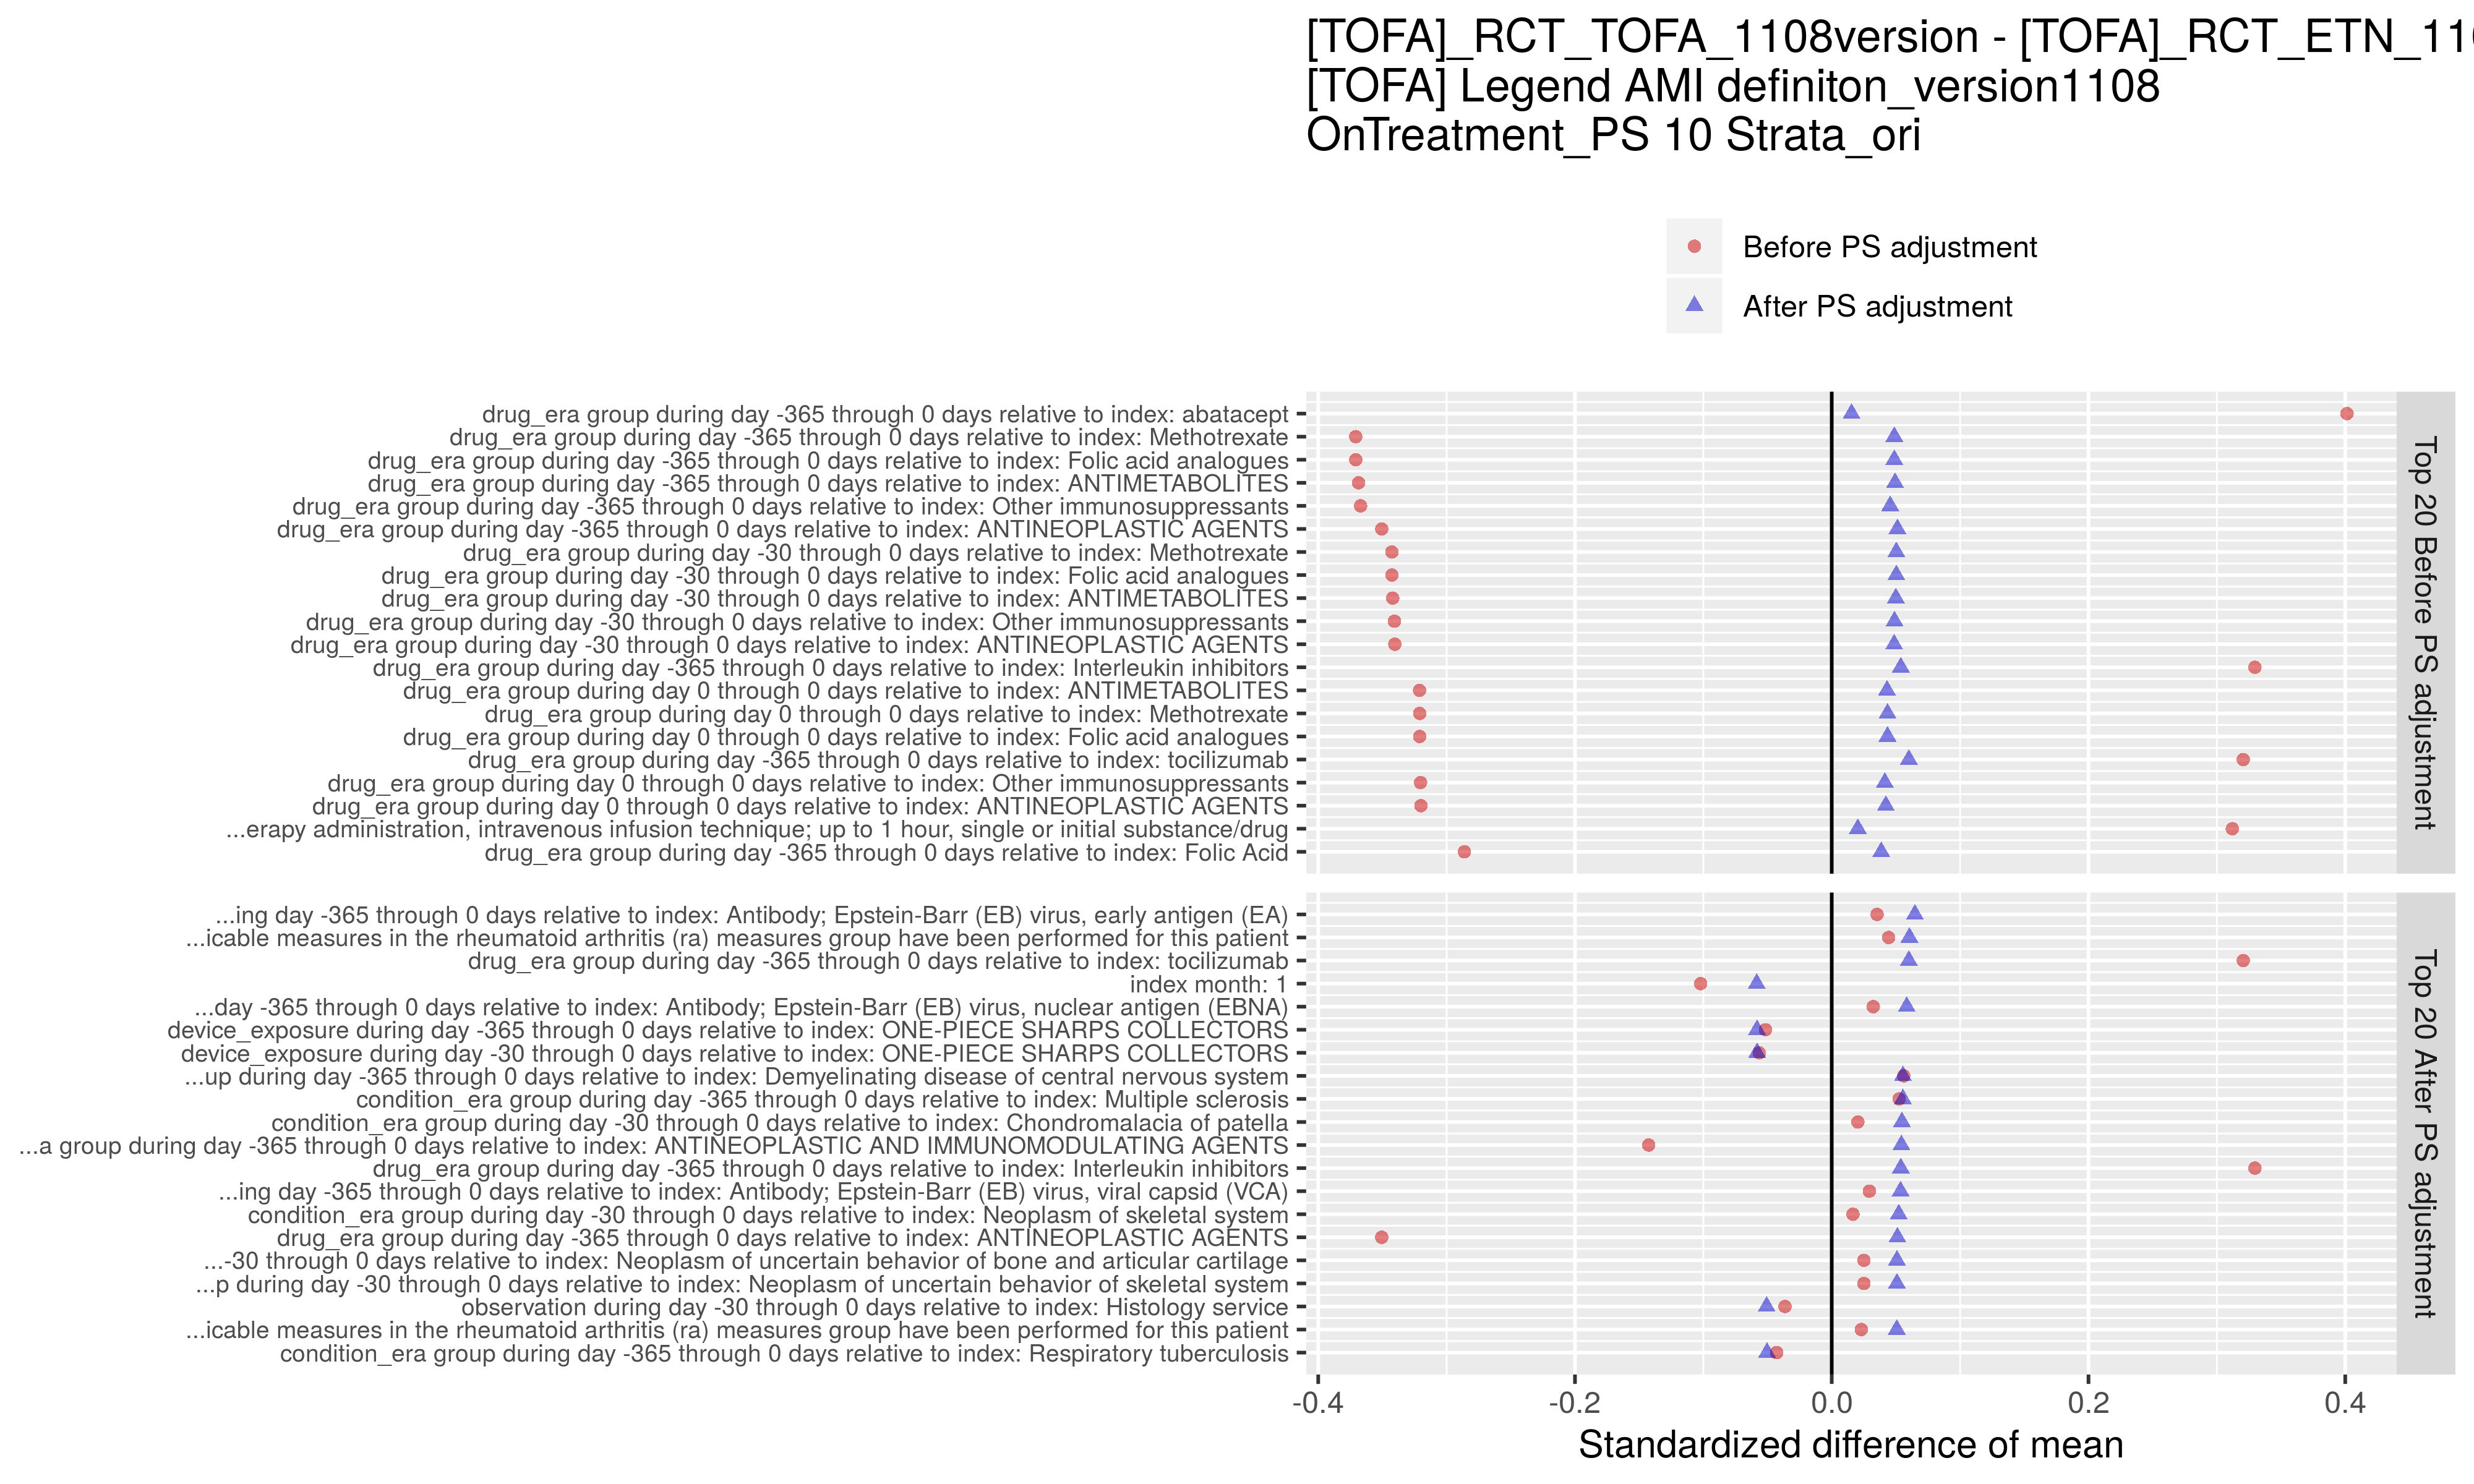 [TOFA]_RCT_TOFA_1108version - [TOFA]_RCT_ETN_11
[TOFA] Legend AMI definiton_version1108
OnTreatment_PS 10 Strata_ori
Before PS adjustment
After PS adjustment
drug_era group during day -365 through 0 days relative to index: abatacept
drug_era group during day -365 through 0 days relative to index: Methotrexate
drug_era group during day -365 through 0 days relative to index: Folic acid analogues
drug_era group during day -365 through 0 days relative to index: ANTIMETABOLITES
drug_era group during day -365 through 0 days relative to index: Other immunosuppressants
drug_era group during day -365 through 0 days relative to index: ANTINEOPLASTIC AGENTS
drug_era group during day -30 through 0 days relative to index: Methotrexate
drug_era group during day -30 through 0 days relative to index: Folic acid analogues
drug_era group during day -30 through 0 days relative to index: ANTIMETABOLITES
drug_era group during day -30 through 0 days relative to index: Other immunosuppressants
drug_era group during day -30 through 0 days relative to index: ANTINEOPLASTIC AGENTS
drug_era group during day -365 through 0 days relative to index: Interleukin inhibitors
drug_era group during day 0 through 0 days relative to index: ANTIMETABOLITES
drug_era group during day 0 through 0 days relative to index: Methotrexate
drug_era group during day 0 through 0 days relative to index: Folic acid analogues
drug_era group during day -365 through 0 days relative to index: tocilizumab
drug_era group during day 0 through 0 days relative to index: Other immunosuppressants
drug_era group during day 0 through 0 days relative to index: ANTINEOPLASTIC AGENTS
...erapy administration, intravenous infusion technique; up to 1 hour, single or initial substance/drug
drug_era group during day -365 through 0 days relative to index: Folic Acid
Top 20 Before PS adjustment
...ing day -365 through 0 days relative to index: Antibody; Epstein-Barr (EB) virus, early antigen (EA)
...icable measures in the rheumatoid arthritis (ra) measures group have been performed for this patient
drug_era group during day -365 through 0 days relative to index: tocilizumab
index month: 1
...day -365 through 0 days relative to index: Antibody; Epstein-Barr (EB) virus, nuclear antigen (EBNA)
device_exposure during day -365 through 0 days relative to index: ONE-PIECE SHARPS COLLECTORS
device_exposure during day -30 through 0 days relative to index: ONE-PIECE SHARPS COLLECTORS
...up during day -365 through 0 days relative to index: Demyelinating disease of central nervous system
condition_era group during day -365 through 0 days relative to index: Multiple sclerosis
condition_era group during day -30 through 0 days relative to index: Chondromalacia of patella
...a group during day -365 through 0 days relative to index: ANTINEOPLASTIC AND IMMUNOMODULATING AGENTS
drug_era group during day -365 through 0 days relative to index: Interleukin inhibitors
...ing day -365 through 0 days relative to index: Antibody; Epstein-Barr (EB) virus, viral capsid (VCA)
condition_era group during day -30 through 0 days relative to index: Neoplasm of skeletal system
drug_era group during day -365 through 0 days relative to index: ANTINEOPLASTIC AGENTS
...-30 through 0 days relative to index: Neoplasm of uncertain behavior of bone and articular cartilage
...p during day -30 through 0 days relative to index: Neoplasm of uncertain behavior of skeletal system
observation during day -30 through 0 days relative to index: Histology service
...icable measures in the rheumatoid arthritis (ra) measures group have been performed for this patient
condition_era group during day -365 through 0 days relative to index: Respiratory tuberculosis
Top 20 After PS adjustment
-0.4 -0.2 0.0 0.2 0.4
Standardized difference of mean